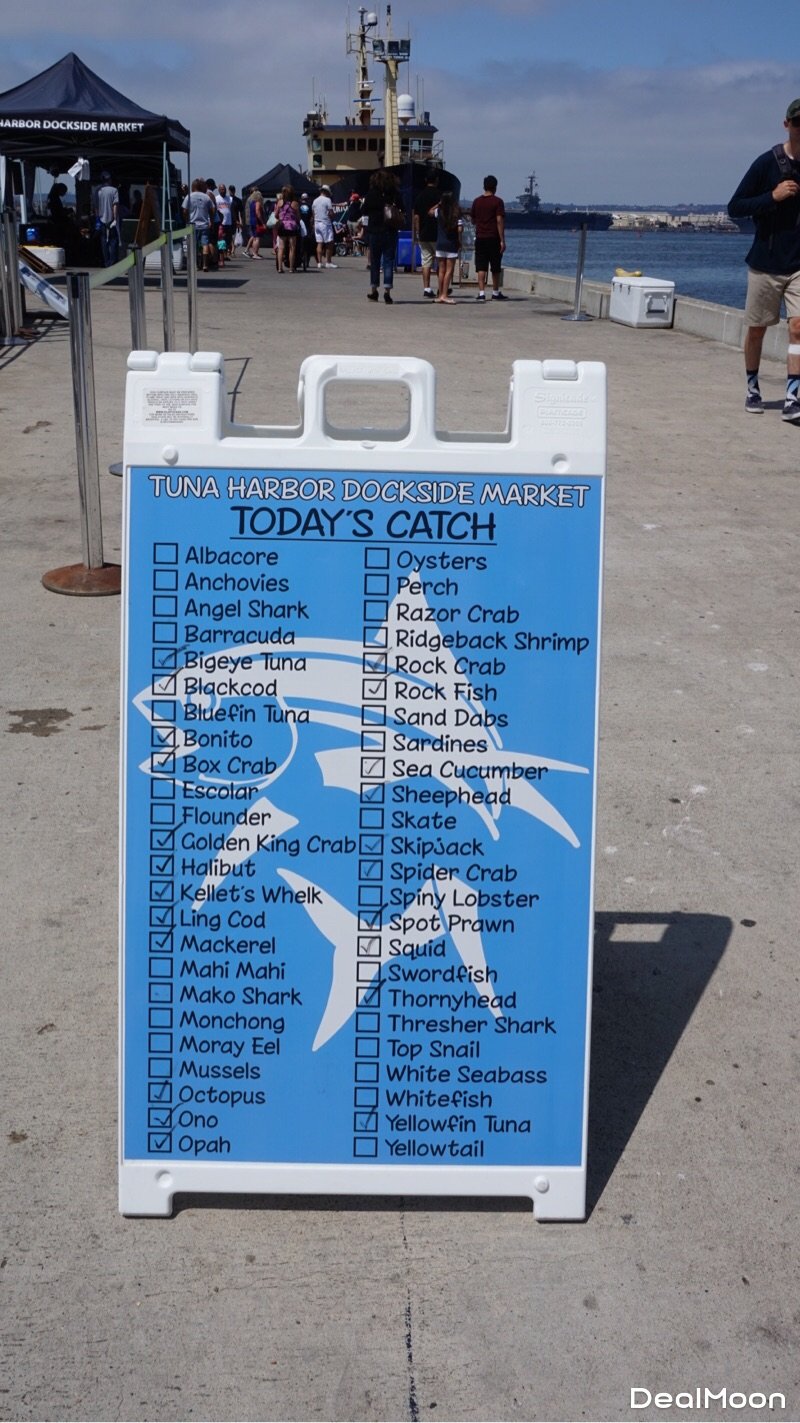 HARBOR DOCKSIDE MARKET
Signicade
PLASTICADE
TUNA HARBOR DOCKSIDE MARKET
TODAY'S CATCH
☐ Albacore
☐ Anchovies
☐ Angel Shark
☐ Barracuda
☑ Bigeye Tuna
☑ Blackcod
☐ Bluefin Tuna
☑ Bonito
☑ Box Crab
☐ Escolar
☐ Flounder
☑ Golden King Crab
☑ Halibut
☑ Kellet's Whelk
☑ Ling Cod
☑ Mackerel
☐ Mahi Mahi
☐ Mako Shark
☐ Monchong
☐ Moray Eel
☐ Mussels
☑ Octopus
☑ Ono
☑ Opah
☐ Oysters
☐ Perch
☐ Razor Crab
☐ Ridgeback Shrimp
☑ Rock Crab
☑ Rock Fish
☐ Sand Dabs
☐ Sardines
☑ Sea Cucumber
☑ Sheephead
☐ Skate
☑ Skipjack
☑ Spider Crab
☐ Spiny Lobster
☑ Spot Prawn
☑ Squid
☐ Swordfish
☑ Thornyhead
☐ Thresher Shark
☐ Top Snail
☐ White Seabass
☐ Whitefish
☑ Yellowfin Tuna
☐ Yellowtail
DealMoon